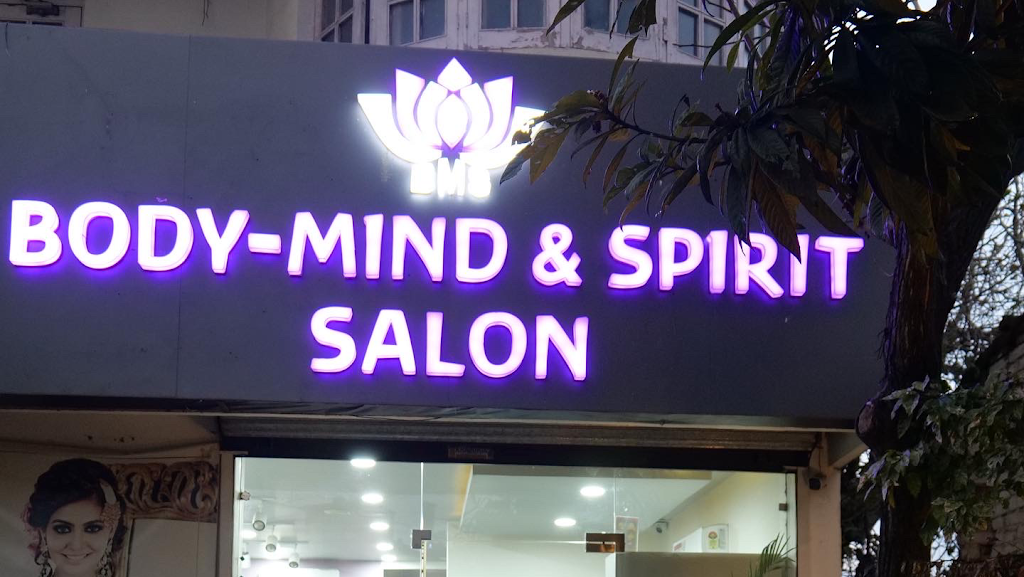 BMS
BODY-MIND & SPIRIT
SALON